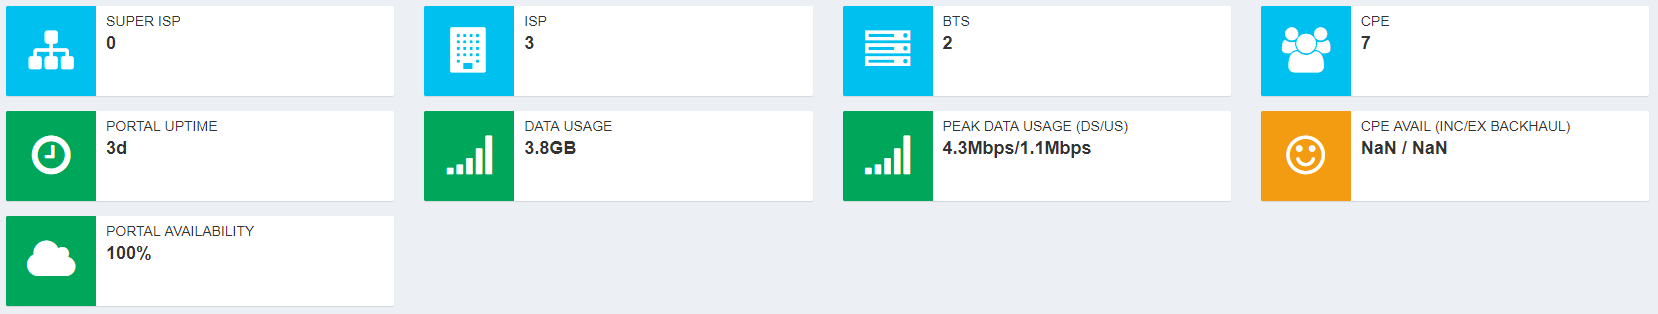 SUPER ISP
0
ISP
3
BTS
2
CPE
7
PORTAL UPTIME
3d
DATA USAGE
3.8GB
PEAK DATA USAGE (DS/US)
4.3Mbps/1.1Mbps
CPE AVAIL (INC/EX BACKHAUL)
NaN / NaN
PORTAL AVAILABILITY
100%